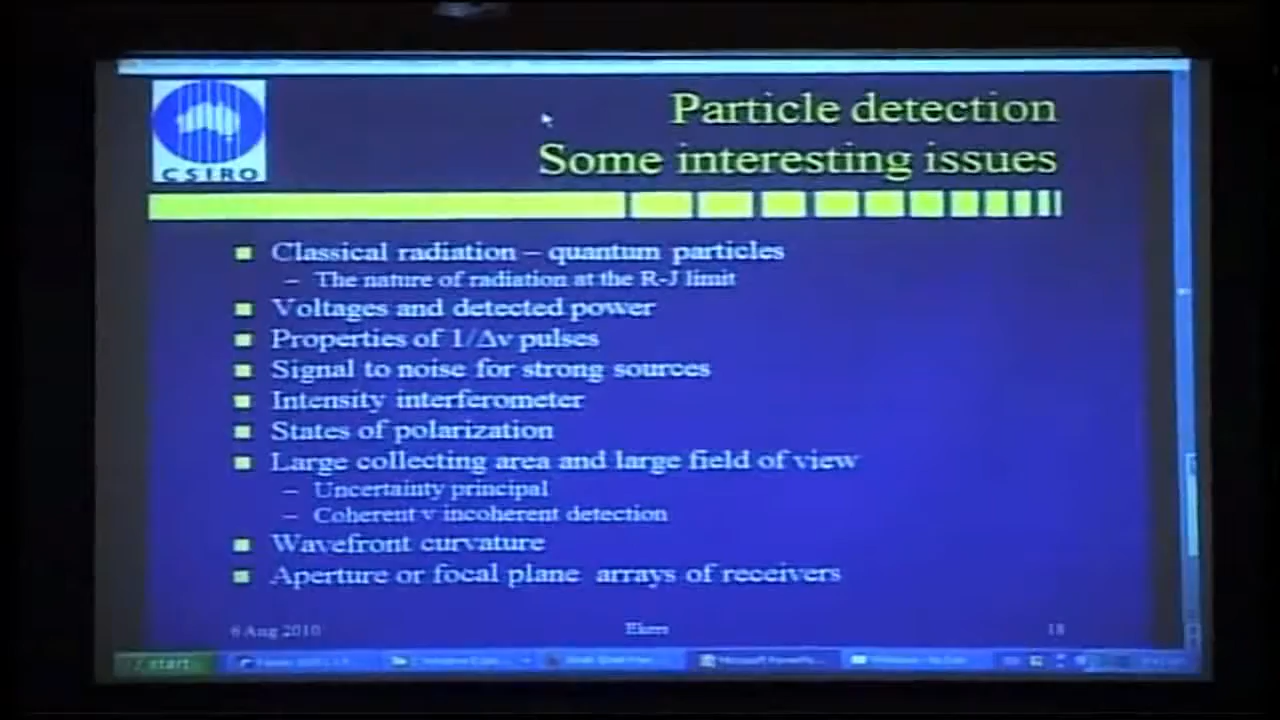 CSIRO
Particle detection
Some interesting issues
Classical radiation – quantum particles
– The nature of radiation at the R-J limit
Voltages and detected power
Properties of 1/Δν pulses
Signal to noise for strong sources
Intensity interferometer
States of polarization
Large collecting area and large field of view
– Uncertainty principal
– Coherent v incoherent detection
Wavefront curvature
Aperture or focal plane arrays of receivers
6 Aug 2010
Ekers
18
start